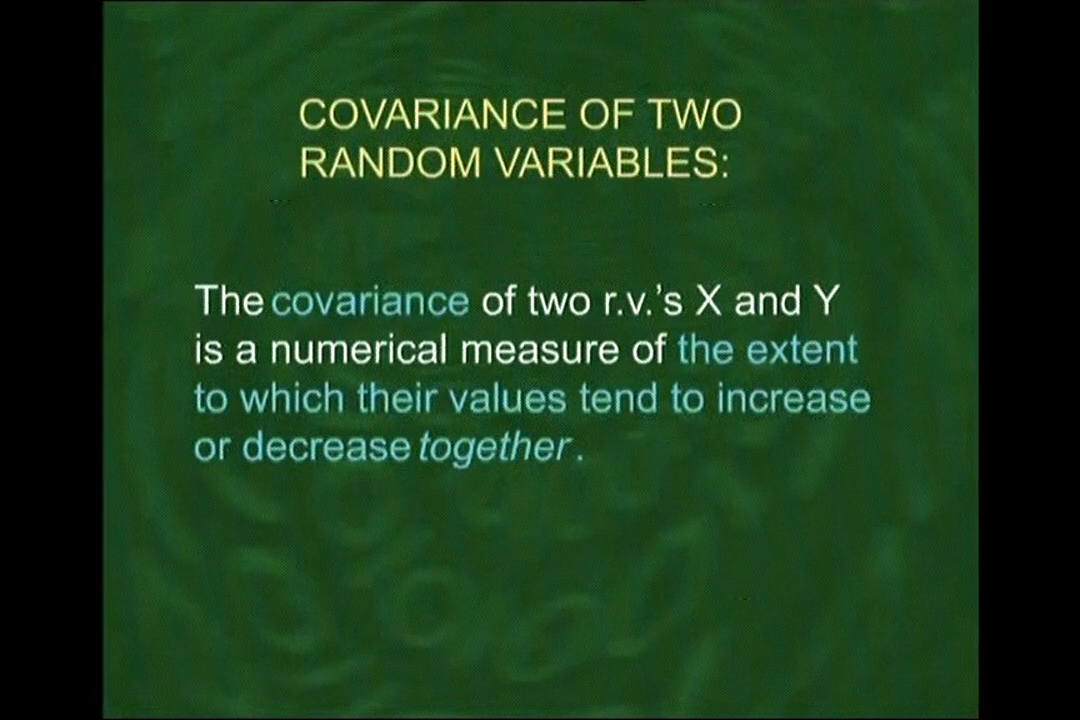 COVARIANCE OF TWO
RANDOM VARIABLES:
The covariance of two r.v.'s X and Y
is a numerical measure of the extent
to which their values tend to increase
or decrease together.